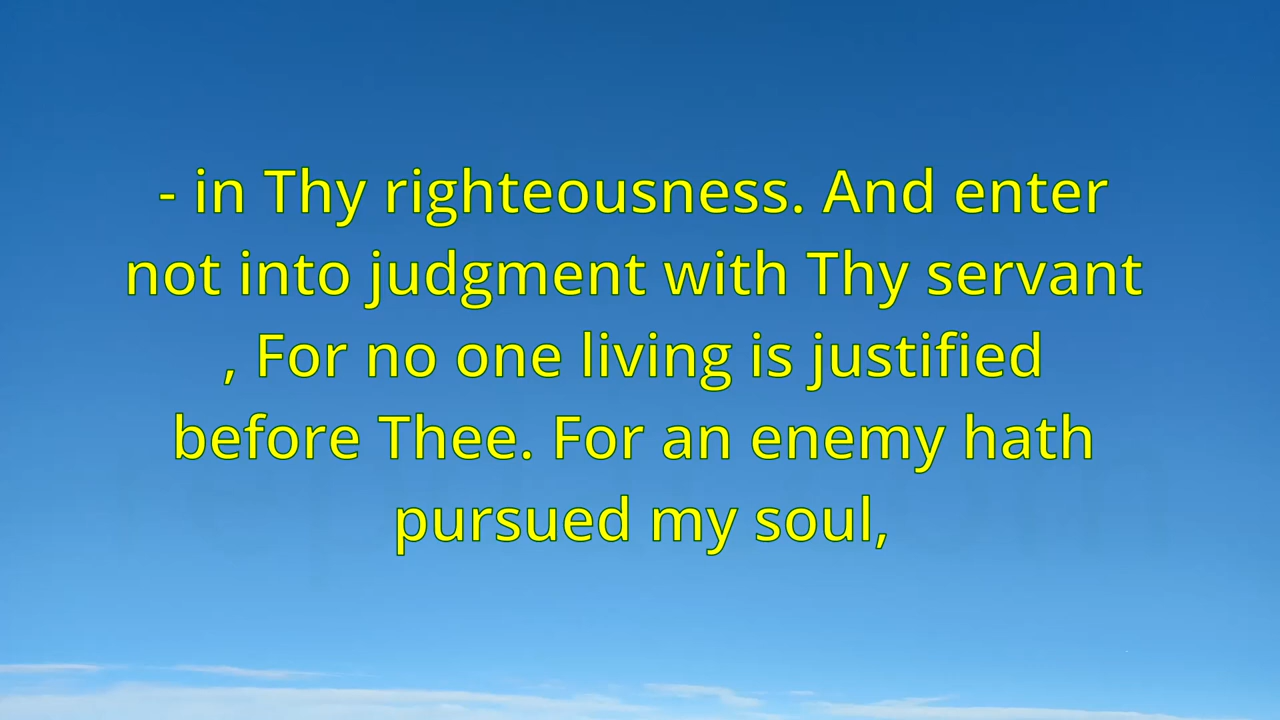 - in Thy righteousness. And enter
not into judgment with Thy servant
, For no one living is justified
before Thee. For an enemy hath
pursued my soul,